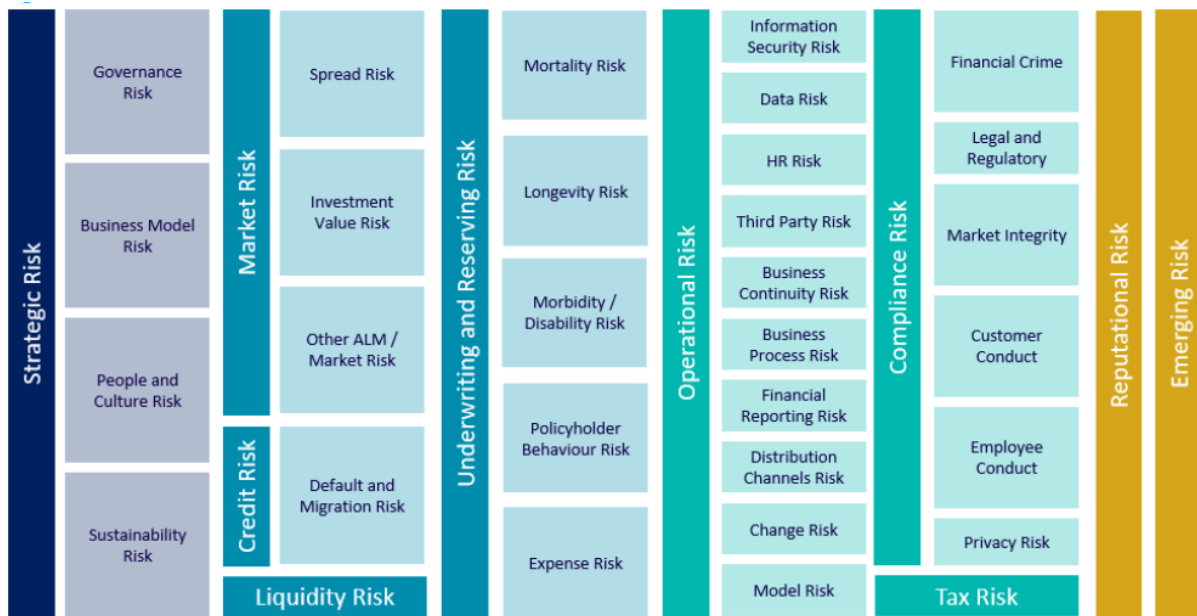 Strategic Risk
Governance
Risk
Business Model
Risk
People and
Culture Risk
Sustainability
Risk
Market Risk
Spread Risk
Investment
Value Risk
Other ALM /
Market Risk
Credit Risk
Default and
Migration Risk
Liquidity Risk
Underwriting and Reserving Risk
Mortality Risk
Longevity Risk
Morbidity /
Disability Risk
Policyholder
Behaviour Risk
Expense Risk
Operational Risk
Information
Security Risk
Data Risk
HR Risk
Third Party Risk
Business
Continuity Risk
Business
Process Risk
Financial
Reporting Risk
Distribution
Channels Risk
Change Risk
Model Risk
Compliance Risk
Financial Crime
Legal and
Regulatory
Market Integrity
Customer
Conduct
Employee
Conduct
Privacy Risk
Tax Risk
Reputational Risk
Emerging Risk